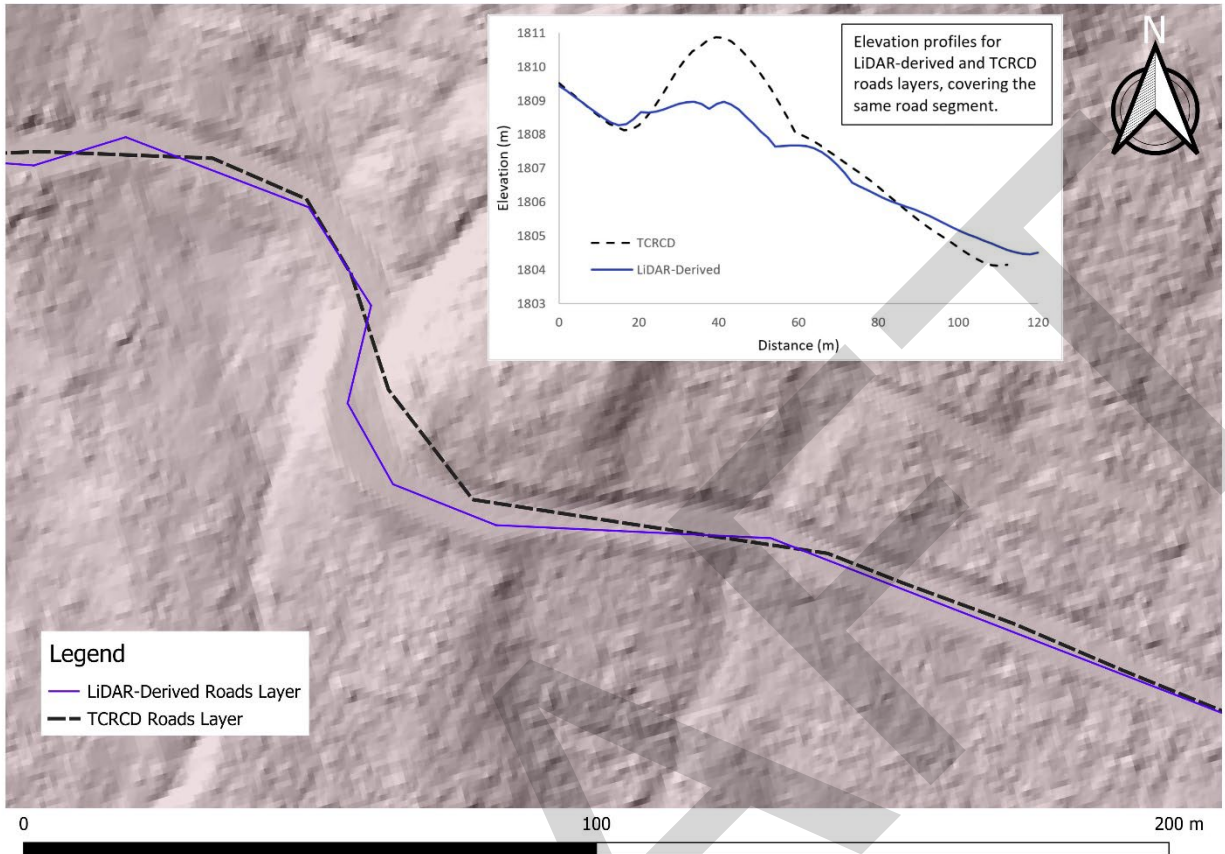 1811
1810
1809
1808
1807
1806
1805
1804
1803
Elevation (m)
0 20 40 60 80 100 120
Distance (m)
TCRCD
LiDAR-Derived
Elevation profiles for
LiDAR-derived and TCRCD
roads layers, covering the
same road segment.
N
Legend
LiDAR-Derived Roads Layer
TCRCD Roads Layer
0 100 200 m